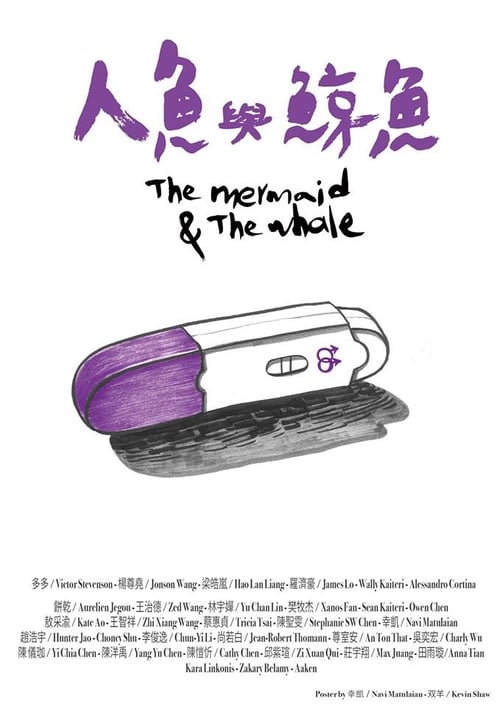 人魚與鯨魚
The mermaid
& The whale
多多 / Victor Stevenson - 楊尊堯 / Jonson Wang - 梁皓嵐 / Hao Lan Liang - 羅濟豪 / James Lo - Wally Kaiteri - Alessandro Cortina
餅乾 / Aurelien Jegou - 王治德 / Zed Wang - 林宇嬋 / Yu Chan Lin - 樊牧杰 / Xanos Fan - Sean Kaiteri - Owen Chen
敖采渝 / Kate Ao - 王智祥 / Zhi Xiang Wang - 蔡惠貞 / Tricia Tsai - 陳聖雯 / Stephanie SW Chen - 幸凱 / Navi Matulaian
趙浩宇 / Hunter Jao - Choney Shu - 李俊逸 / Chun-Yi Li - 尚若白 / Jean-Robert Thomann - 尊室安 / An Ton That - 吳奕宏 / Charly Wu
陳儀珈 / Yi Chia Chen - 陳洋禹 / Yang Yu Chen - 陳愷忻 / Cathy Chen - 邱紫瑄 / Zi Xuan Qui - 莊宇翔 / Max Juang - 田雨璇/Anna Tian
Kara Linkonis - Zakary Belamy - Aaken
Poster by 幸凱 / Navi Matulaian - 双羊 / Kevin Shaw